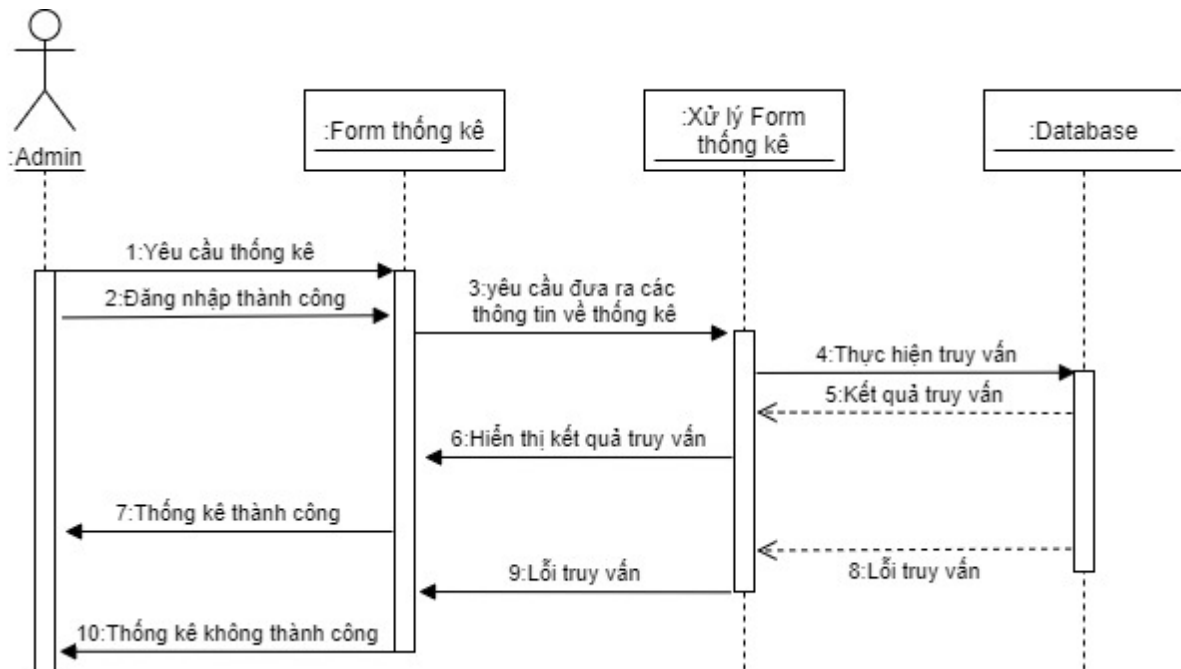 :Admin
:Form thống kê
:Xử lý Form
thống kê
:Database
1:Yêu cầu thống kê
2:Đăng nhập thành công
3:yêu cầu đưa ra các
thông tin về thống kê
4:Thực hiện truy vấn
5:Kết quả truy vấn
6:Hiển thị kết quả truy vấn
7:Thống kê thành công
8:Lỗi truy vấn
9:Lỗi truy vấn
10:Thống kê không thành công